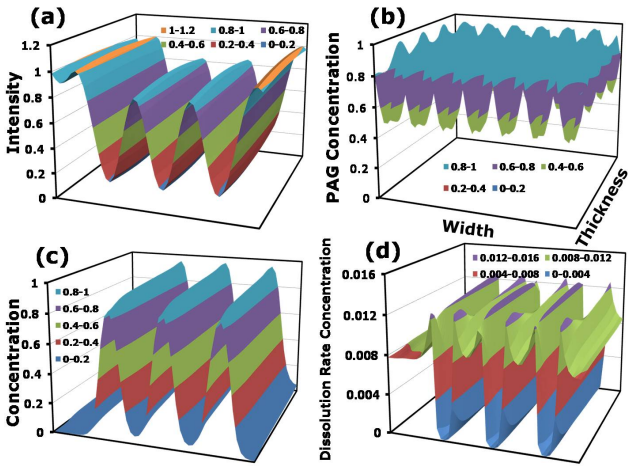 (a)
1-1.2 0.8-1 0.6-0.8
0.4-0.6 0.2-0.4 0-0.2
Intensity
1.2
1
0.8
0.6
0.4
0.2
0
(b)
PAG Concentration
1
0.8
0.6
0.4
0.2
0
0.8-1 0.6-0.8 0.4-0.6
0.2-0.4 0-0.2
Width
Thickness
(c)
Concentration
1
0.8
0.6
0.4
0.2
0
0.8-1
0.6-0.8
0.4-0.6
0.2-0.4
0-0.2
(d)
0.012-0.016 0.008-0.012
0.004-0.008 0-0.004
Dissolution Rate Concentration
0.016
0.012
0.008
0.004
0